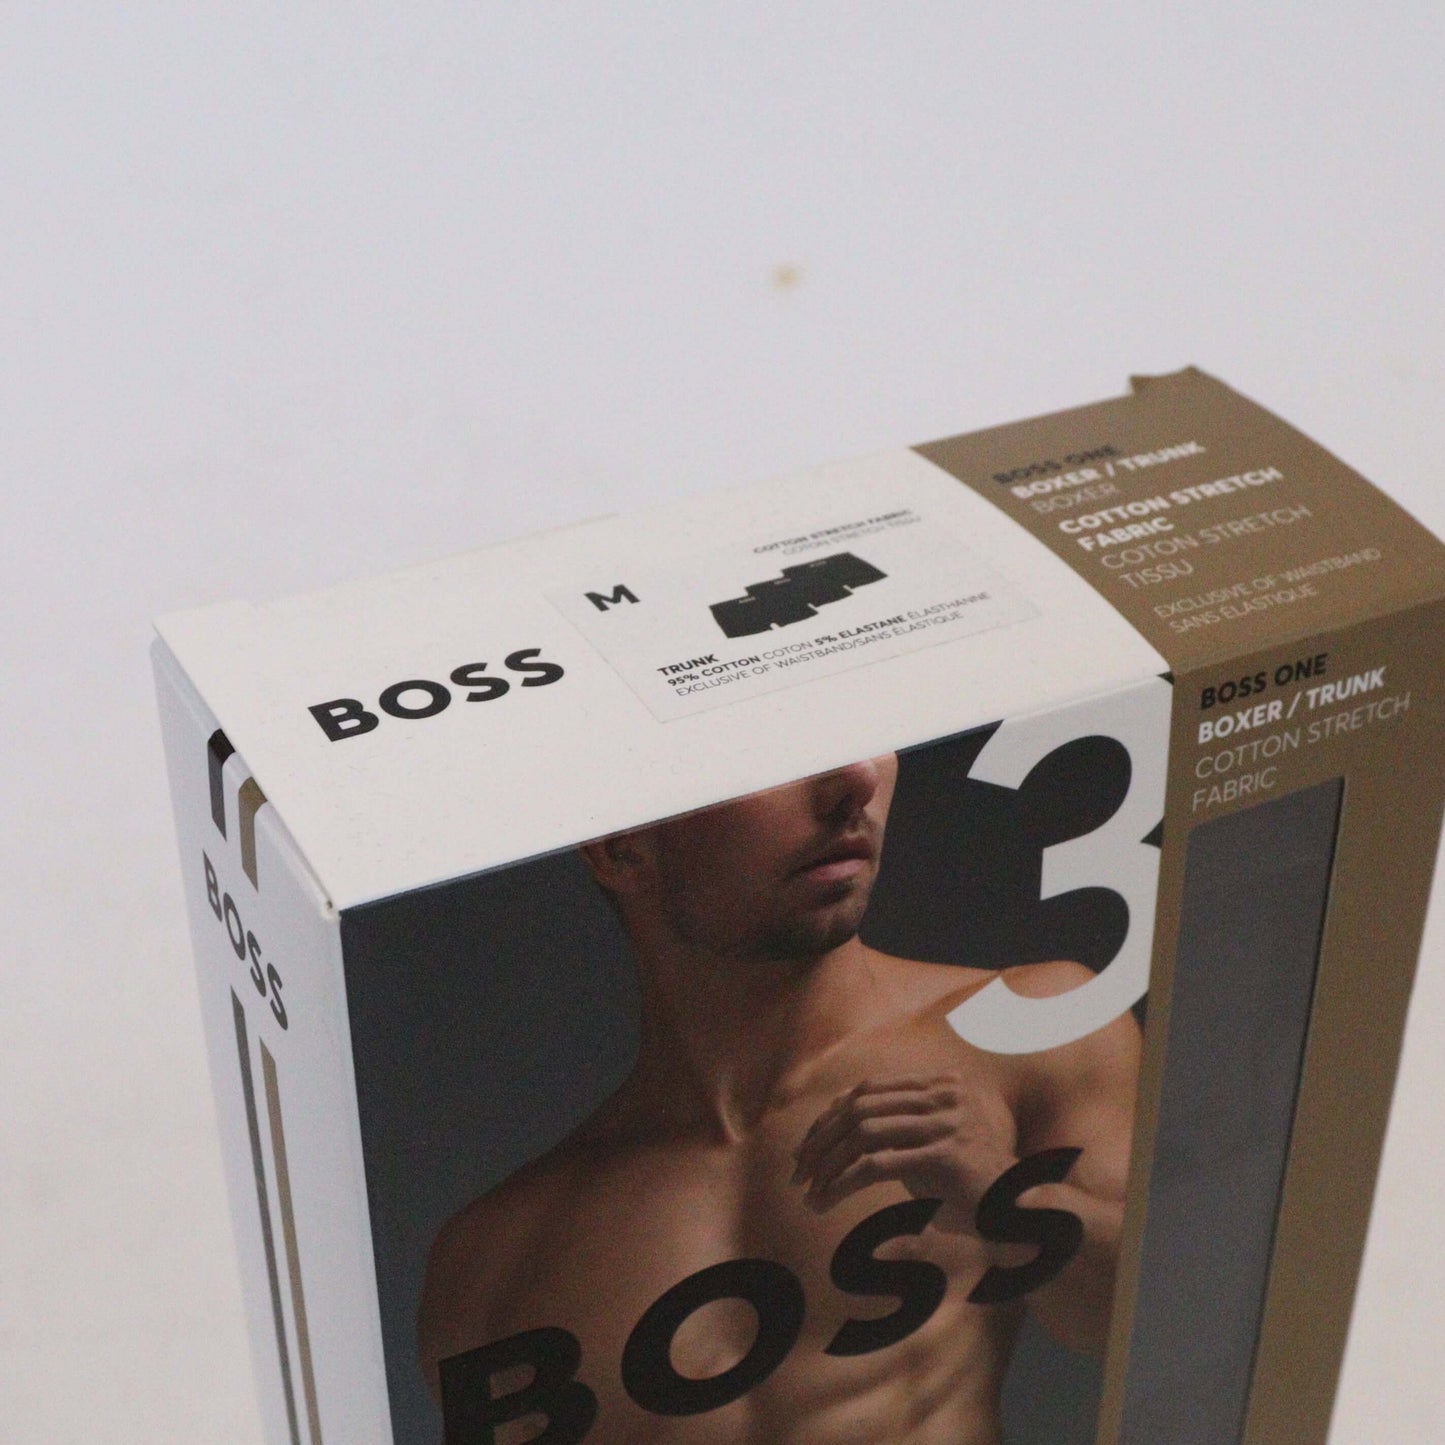 BOSS
M
COTTON STRETCH FABRIC
COTON STRETCH TISSU
TRUNK
95% COTTON COTON 5% ELASTANE ÉLASTHANNE
EXCLUSIVE OF WAISTBAND/SANS ÉLASTIQUE
BOSS ONE
BOXER / TRUNK
BOXER
COTTON STRETCH
FABRIC
COTON STRETCH
TISSU
EXCLUSIVE OF WAISTBAND
SANS ÉLASTIQUE
BOSS ONE
BOXER / TRUNK
COTTON STRETCH
FABRIC
3
BOSS
BOSS